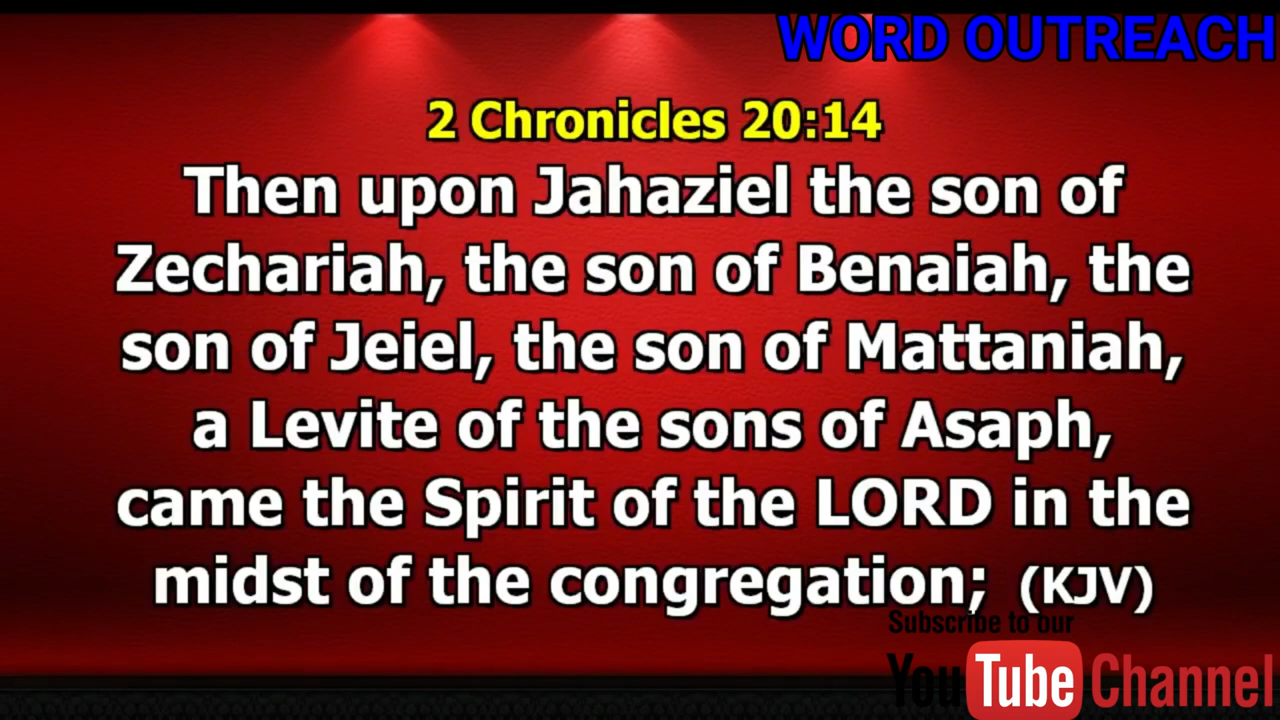 WORD OUTREACH
2 Chronicles 20:14
Then upon Jahaziel the son of
Zechariah, the son of Benaiah, the
son of Jeiel, the son of Mattaniah,
a Levite of the sons of Asaph,
came the Spirit of the LORD in the
midst of the congregation; (KJV)
Subscribe to our
YouTube Channel